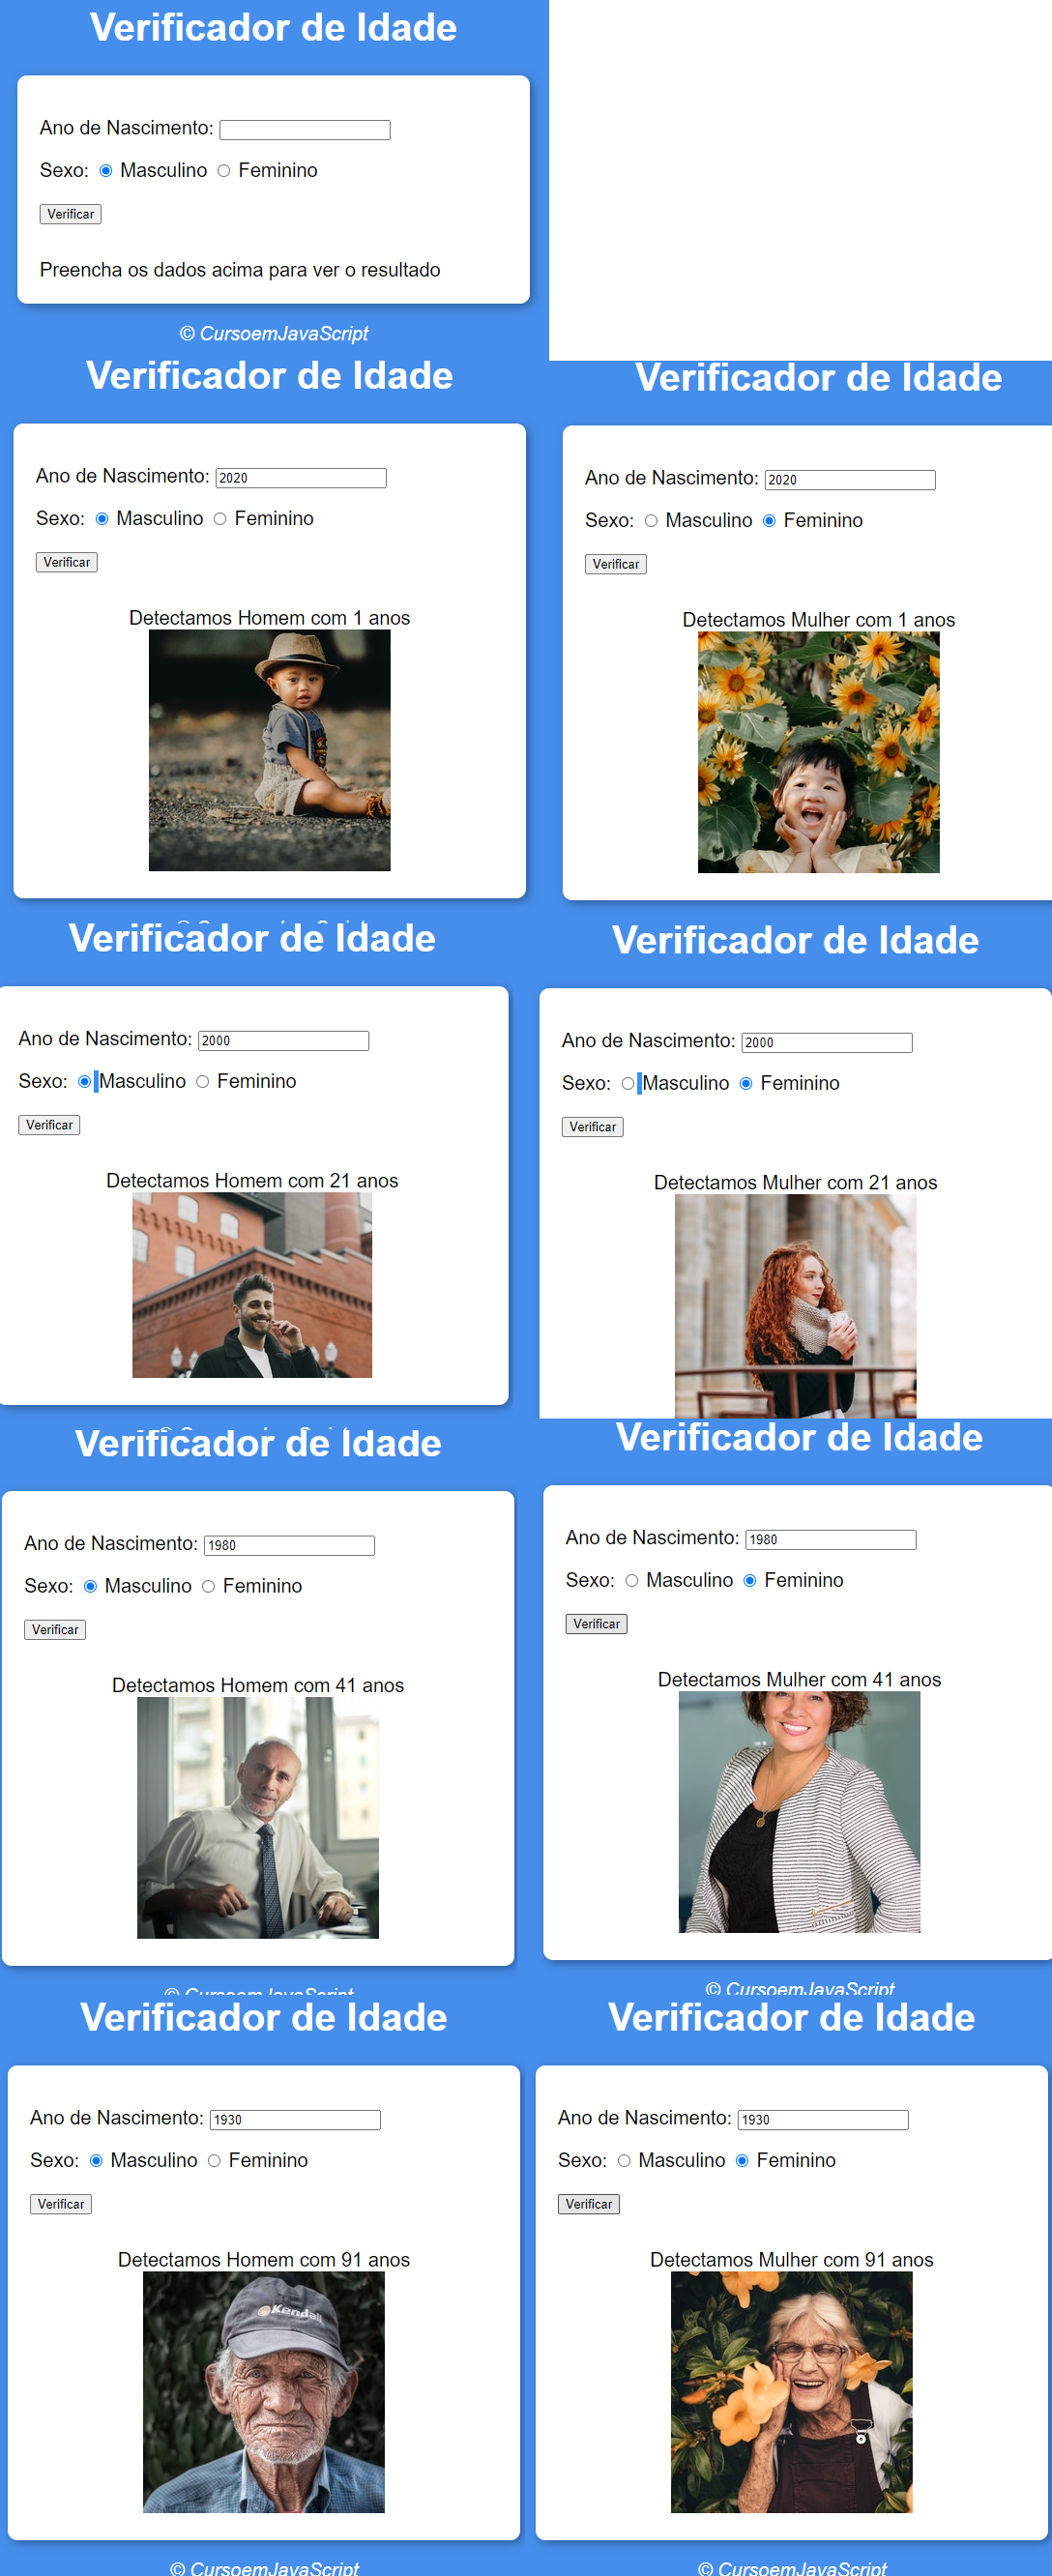 Verificador de Idade
Ano de Nascimento:
Sexo: Masculino Feminino
Verificar
Preencha os dados acima para ver o resultado
© CursoemJavaScript
Verificador de Idade
Ano de Nascimento: 2020
Sexo: Masculino Feminino
Verificar
Detectamos Homem com 1 anos
Verificador de Idade
Ano de Nascimento: 2020
Sexo: Masculino Feminino
Verificar
Detectamos Mulher com 1 anos
Verificador de Idade
Ano de Nascimento: 2000
Sexo: Masculino Feminino
Verificar
Detectamos Homem com 21 anos
Verificador de Idade
Ano de Nascimento: 2000
Sexo: Masculino Feminino
Verificar
Detectamos Mulher com 21 anos
Verificador de Idade
Ano de Nascimento: 1980
Sexo: Masculino Feminino
Verificar
Detectamos Homem com 41 anos
© CursoemJavaScript
Verificador de Idade
Ano de Nascimento: 1980
Sexo: Masculino Feminino
Verificar
Detectamos Mulher com 41 anos
© CursoemJavaScript
Verificador de Idade
Ano de Nascimento: 1930
Sexo: Masculino Feminino
Verificar
Detectamos Homem com 91 anos
Kendall
© CursoemJavaScript
Verificador de Idade
Ano de Nascimento: 1930
Sexo: Masculino Feminino
Verificar
Detectamos Mulher com 91 anos
© CursoemJavaScript